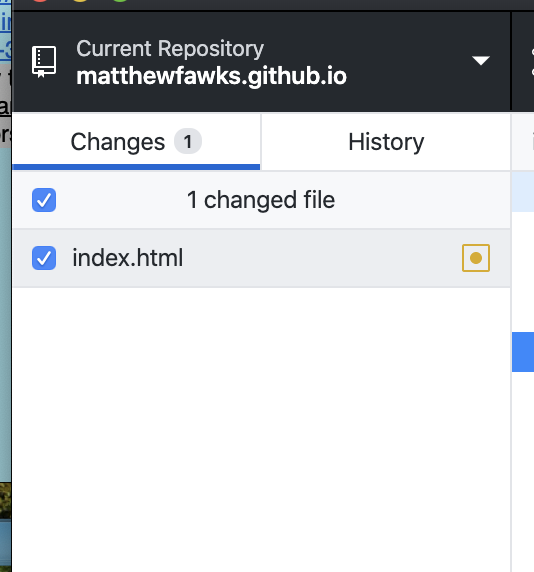 Current Repository
matthewfawks.github.io
Changes 1
History
1 changed file
index.html